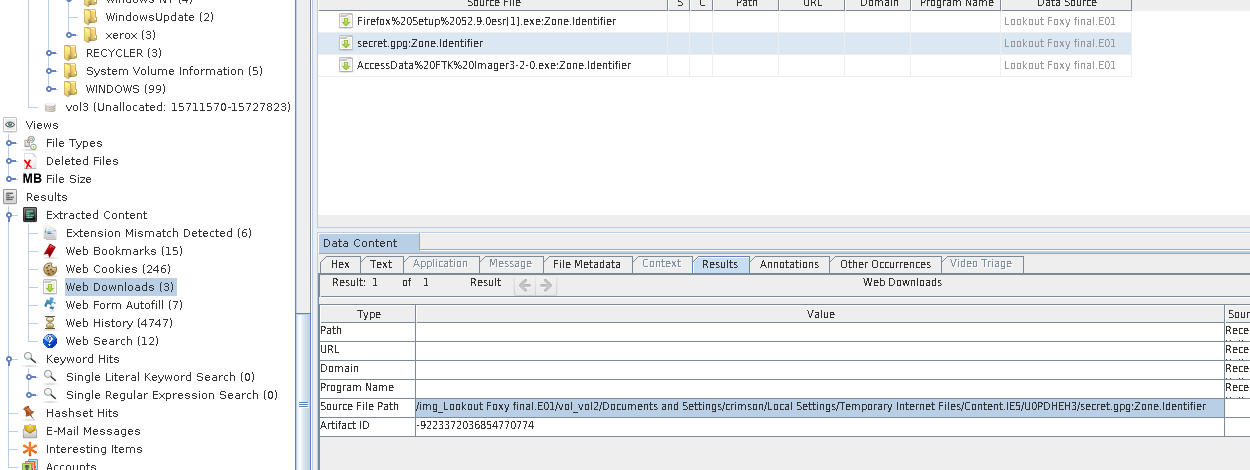 Windows NT (4)
WindowsUpdate (2)
xerox (3)
RECYCLER (3)
System Volume Information (5)
WINDOWS (99)
vol3 (Unallocated: 15711570-15727823)
Views
File Types
Deleted Files
MB File Size
Results
Extracted Content
Extension Mismatch Detected (6)
Web Bookmarks (15)
Web Cookies (246)
Web Downloads (3)
Web Form Autofill (7)
Web History (4747)
Web Search (12)
Keyword Hits
Single Literal Keyword Search (0)
Single Regular Expression Search (0)
Hashset Hits
E-Mail Messages
Interesting Items
Accounts
Source File S C Path URL Domain Program Name Data Source
Firefox%20Setup%2052.9.0esr[1].exe:Zone.Identifier Lookout Foxy final.E01
secret.gpg:Zone.Identifier Lookout Foxy final.E01
AccessData%20FTK%20Imager3-2-0.exe:Zone.Identifier Lookout Foxy final.E01
Data Content
Hex Text Application Message File Metadata Context Results Annotations Other Occurrences Video Triage
Result: 1 of 1 Result Web Downloads
Type Value Sour
Path Rece
URL Rece
Domain Rece
Program Name Rece
Source File Path /img_Lookout Foxy final.E01/vol_vol2/Documents and Settings/crimson/Local Settings/Temporary Internet Files/Content.IE5/U0PDHEH3/secret.gpg:Zone.Identifier
Artifact ID -9223372036854770774